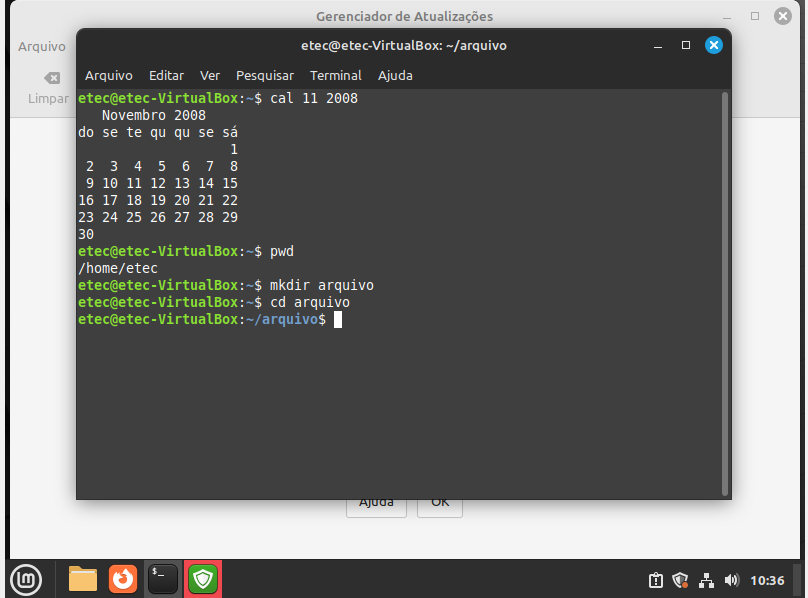 Gerenciador de Atualizações
Arquivo
Limpar
etec@etec-VirtualBox: ~/arquivo
Arquivo Editar Ver Pesquisar Terminal Ajuda
etec@etec-VirtualBox:~$ cal 11 2008
Novembro 2008
do se te qu qu se sá
1
2 3 4 5 6 7 8
9 10 11 12 13 14 15
16 17 18 19 20 21 22
23 24 25 26 27 28 29
30
etec@etec-VirtualBox:~$ pwd
/home/etec
etec@etec-VirtualBox:~$ mkdir arquivo
etec@etec-VirtualBox:~$ cd arquivo
etec@etec-VirtualBox:~/arquivo$
Ajuda OK
$_
10:36